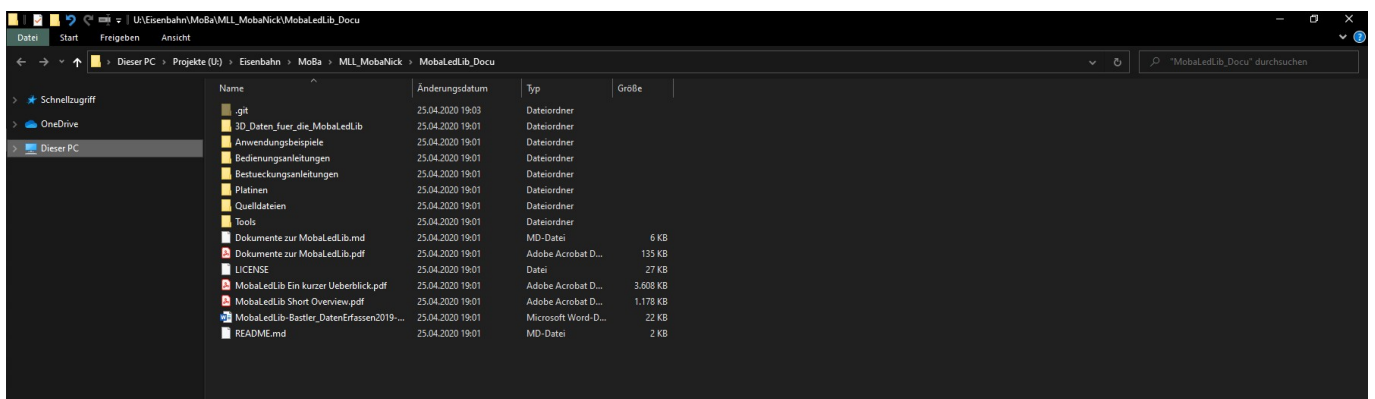 U:\Eisenbahn\MoBa\MLL_MobaNick\MobaLedLib_Docu
Datei Start Freigeben Ansicht
Dieser PC › Projekte (U:) › Eisenbahn › MoBa › MLL_MobaNick › MobaLedLib_Docu "MobaLedLib_Docu" durchsuchen
Name Änderungsdatum Typ Größe
Schnellzugriff
OneDrive
Dieser PC
.git 25.04.2020 19:03 Dateiordner
3D_Daten_fuer_die_MobaLedLib 25.04.2020 19:01 Dateiordner
Anwendungsbeispiele 25.04.2020 19:01 Dateiordner
Bedienungsanleitungen 25.04.2020 19:01 Dateiordner
Bestueckungsanleitungen 25.04.2020 19:01 Dateiordner
Platinen 25.04.2020 19:01 Dateiordner
Quelldateien 25.04.2020 19:01 Dateiordner
Tools 25.04.2020 19:01 Dateiordner
Dokumente zur MobaLedLib.md 25.04.2020 19:01 MD-Datei 6 KB
Dokumente zur MobaLedLib.pdf 25.04.2020 19:01 Adobe Acrobat D... 135 KB
LICENSE 25.04.2020 19:01 Datei 27 KB
MobaLedLib Ein kurzer Ueberblick.pdf 25.04.2020 19:01 Adobe Acrobat D... 3.608 KB
MobaLedLib Short Overview.pdf 25.04.2020 19:01 Adobe Acrobat D... 1.178 KB
MobaLedLib-Bastler_DatenErfassen2019-... 25.04.2020 19:01 Microsoft Word-D... 22 KB
README.md 25.04.2020 19:01 MD-Datei 2 KB